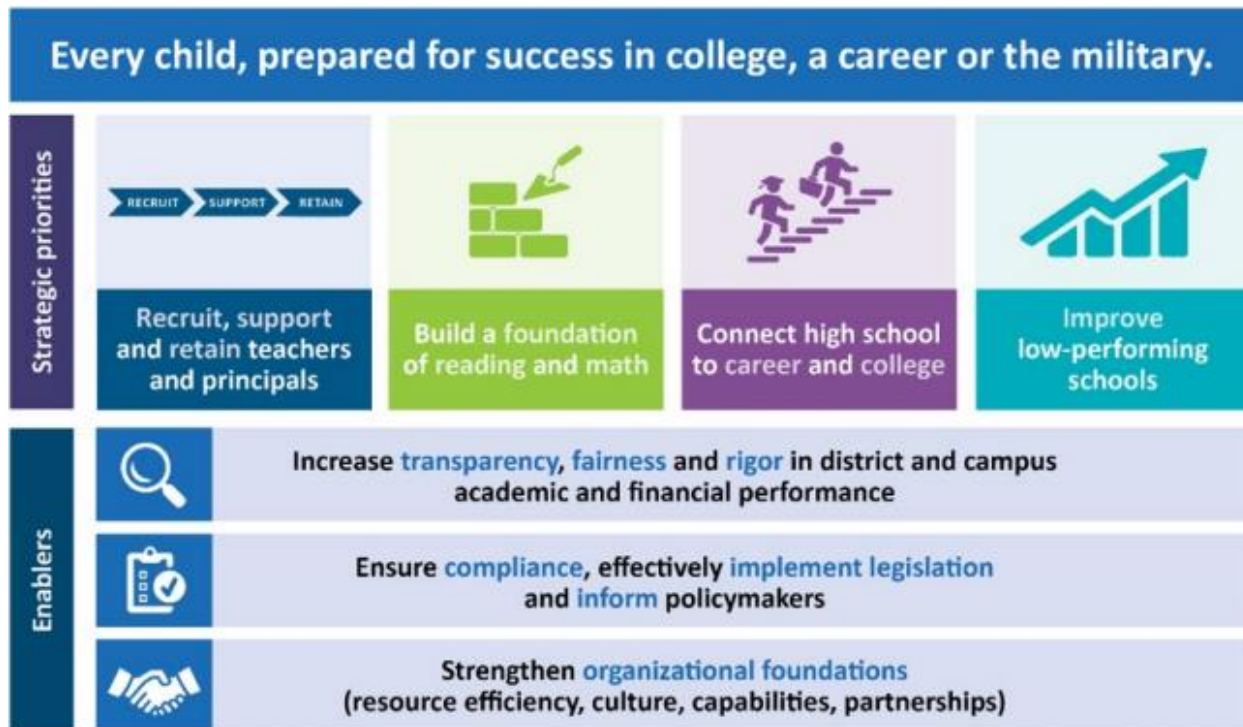 Every child, prepared for success in college, a career or the military.
Strategic priorities
RECRUIT SUPPORT RETAIN
Recruit, support
and retain teachers
and principals
Build a foundation
of reading and math
Connect high school
to career and college
Improve
low-performing
schools
Enablers
Increase transparency, fairness and rigor in district and campus
academic and financial performance
Ensure compliance, effectively implement legislation
and inform policymakers
Strengthen organizational foundations
(resource efficiency, culture, capabilities, partnerships)